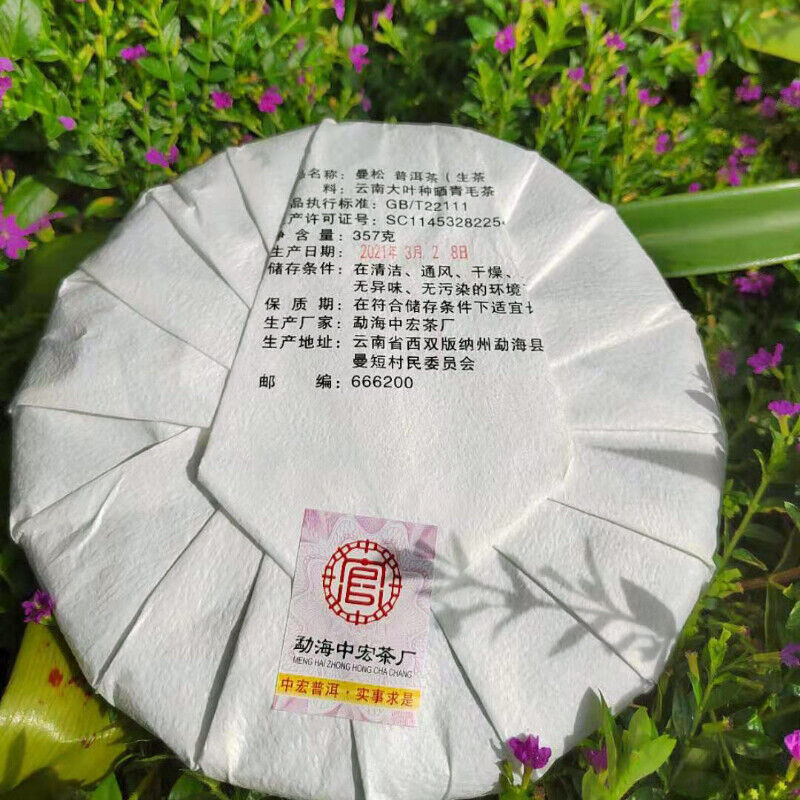 品名称：曼松 普洱茶（生茶
料：云南大叶种晒青毛茶
品执行标准：GB/T22111
产许可证号：SC11453282254
净含量：357克
生产日期：2021年3月28日
储存条件：在清洁、通风、干燥、
无异味、无污染的环境
保质期：在符合储存条件下适宜长
生产厂家：勐海中宏茶厂
生产地址：云南省西双版纳州勐海县
曼短村民委员会
邮编：666200
勐海中宏茶厂
MENG HAI ZHONG HONG CHA CHANG
中宏普洱·实事求是